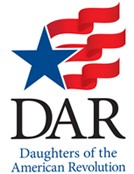 DAR
Daughters of the
American Revolution